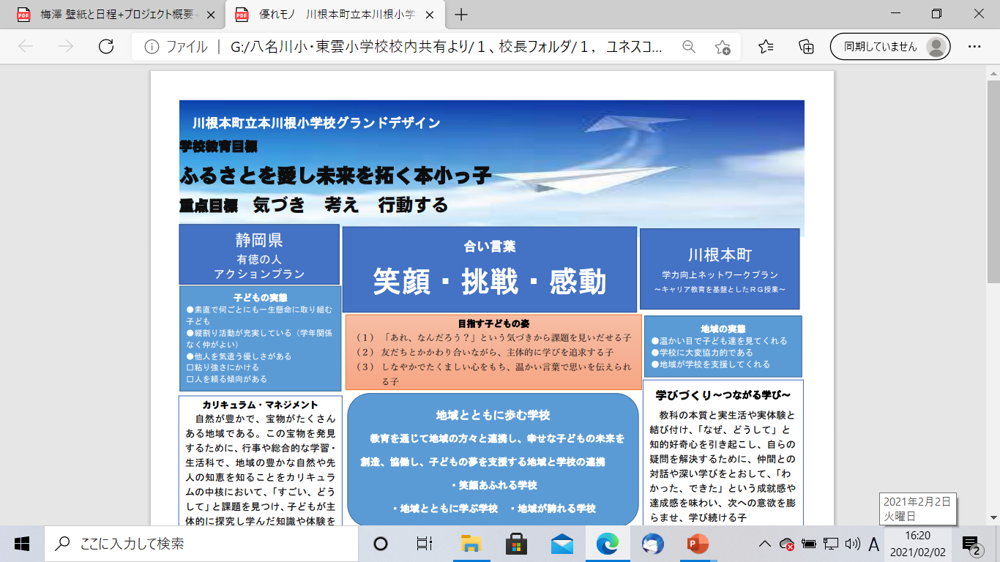 梅澤 壁紙と日程+プロジェクト概要+
優れモノ　川根本町立本川根小学
ファイル
G:/八名川小・東雲小学校校内共有より/１、校長フォルダ/１， ユネスコ...
同期していません
川根本町立本川根小学校グランドデザイン
学校教育目標
ふるさとを愛し未来を拓く本小っ子
重点目標　気づき　考え　行動する
静岡県
有徳の人
アクションプラン
合い言葉
笑顔・挑戦・感動
川根本町
学力向上ネットワークプラン
～キャリア教育を基盤としたＲＧ授業～
子どもの実態
●素直で何ごとにも一生懸命に取り組む
子ども
●縦割り活動が充実している（学年関係
なく仲がよい）
●他人を気遣う優しさがある
□粘り強さにかける
□人を頼る傾向がある
目指す子どもの姿
（１）「あれ、なんだろう？」という気づきから課題を見いだせる子
（２）友だちとかかわり合いながら、主体的に学びを追求する子
（３）しなやかでたくましい心をもち、温かい言葉で思いを伝えられ
る子
地域の実態
●温かい目で子ども達を見てくれる
●学校に大変協力的である
●地域が学校を支援してくれる
カリキュラム・マネジメント
自然が豊かで、宝物がたくさん
ある地域である。この宝物を発見
するために、行事や総合的な学習・
生活科で、地域の豊かな自然や先
人の知恵を知ることをカリキュラ
ムの中核において、「すごい、どう
して」と課題を見つけ、子どもが主
体的に探究し学んだ知識や体験を
地域とともに歩む学校
教育を通じて地域の方々と連携し、幸せな子どもの未来を
創造、協働し、子どもの夢を支援する地域と学校の連携
・笑顔あふれる学校
・地域とともに学ぶ学校　・地域が誇れる学校
学びづくり～つながる学び～
教科の本質と実生活や実体験と
結び付け、「なぜ、どうして」と
知的好奇心を引き起こし、自らの
疑問を解決するために、仲間との
対話や深い学びをとおして、「わ
かった、できた」という成就感や
達成感を味わい、次への意欲を膨
らませ、学び続ける子
2021年2月2日
火曜日
ここに入力して検索
A
16:20
2021/02/02
2